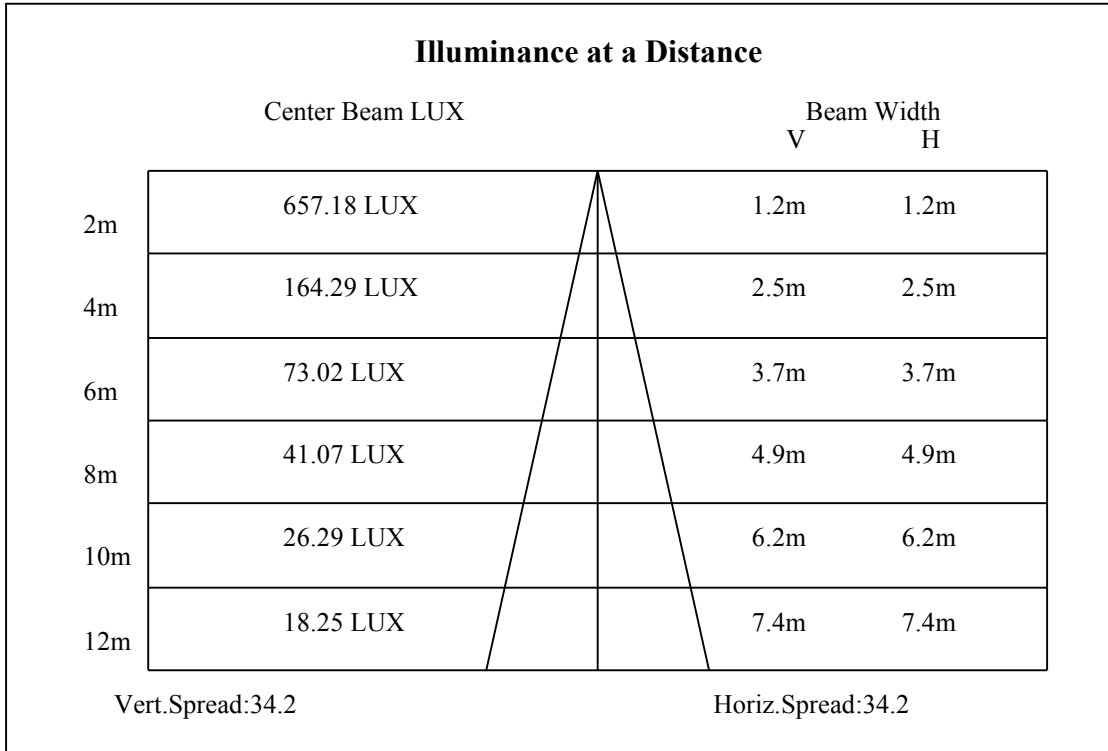 Illuminance at a Distance
Center Beam LUX Beam Width
V H
2m 657.18 LUX 1.2m 1.2m
4m 164.29 LUX 2.5m 2.5m
6m 73.02 LUX 3.7m 3.7m
8m 41.07 LUX 4.9m 4.9m
10m 26.29 LUX 6.2m 6.2m
12m 18.25 LUX 7.4m 7.4m
Vert.Spread:34.2 Horiz.Spread:34.2